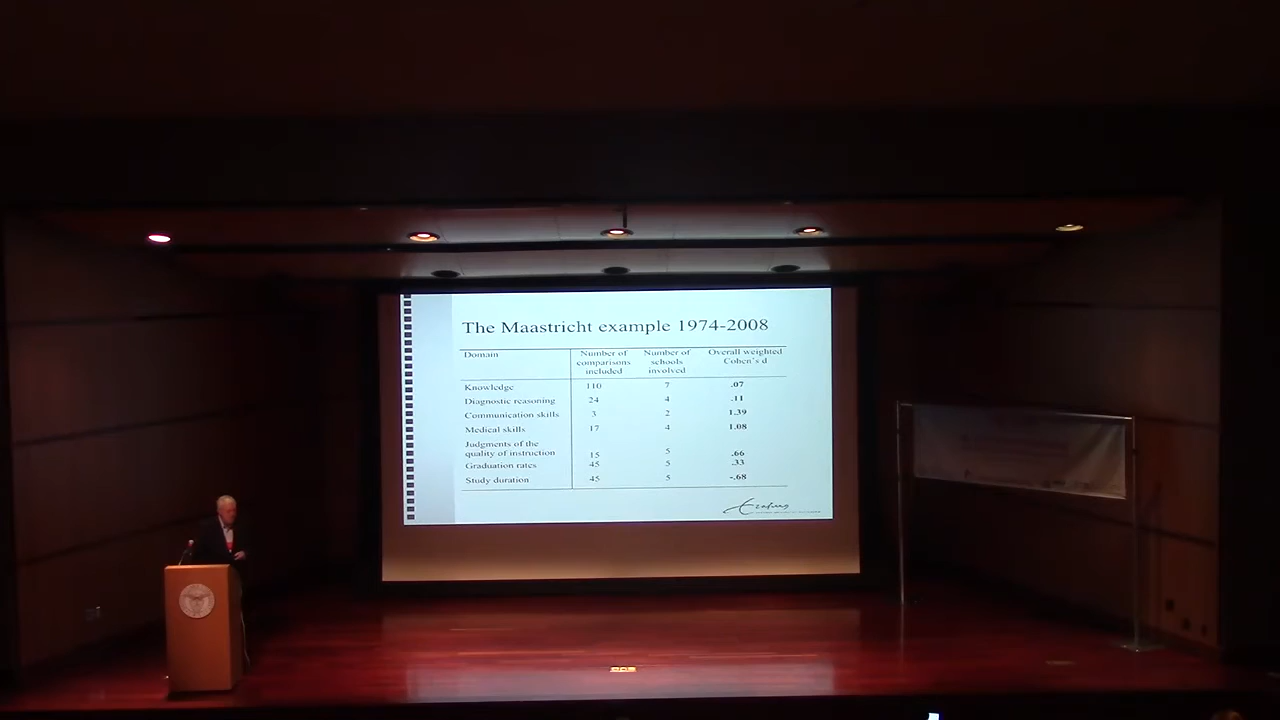 The Maastricht example 1974-2008
Domain
Number of comparisons included
Number of schools involved
Overall weighted Cohen's d
Knowledge 110 7 .07
Diagnostic reasoning 24 4 .11
Communication skills 3 2 1.39
Medical skills 17 4 1.08
Judgments of the
quality of instruction 15 5 .66
Graduation rates 45 5 .33
Study duration 45 5 -.68
Erasmus